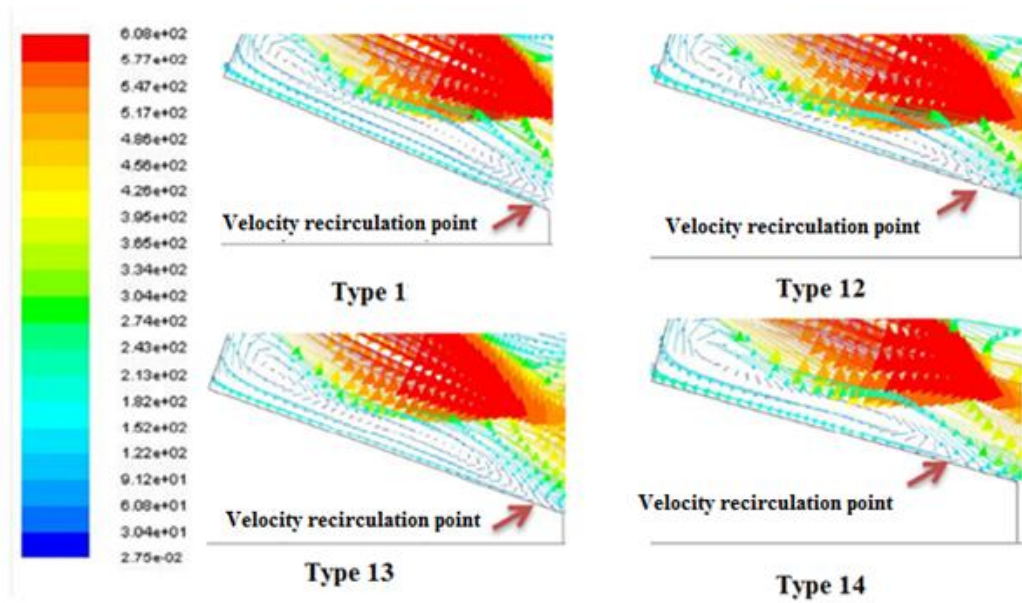 6.08e+02
5.77e+02
5.47e+02
5.17e+02
4.86e+02
4.56e+02
4.26e+02
3.95e+02
3.65e+02
3.34e+02
3.04e+02
2.74e+02
2.43e+02
2.13e+02
1.82e+02
1.52e+02
1.22e+02
9.12e+01
6.08e+01
3.04e+01
2.75e-02
Velocity recirculation point
Type 1
Velocity recirculation point
Type 12
Velocity recirculation point
Type 13
Velocity recirculation point
Type 14